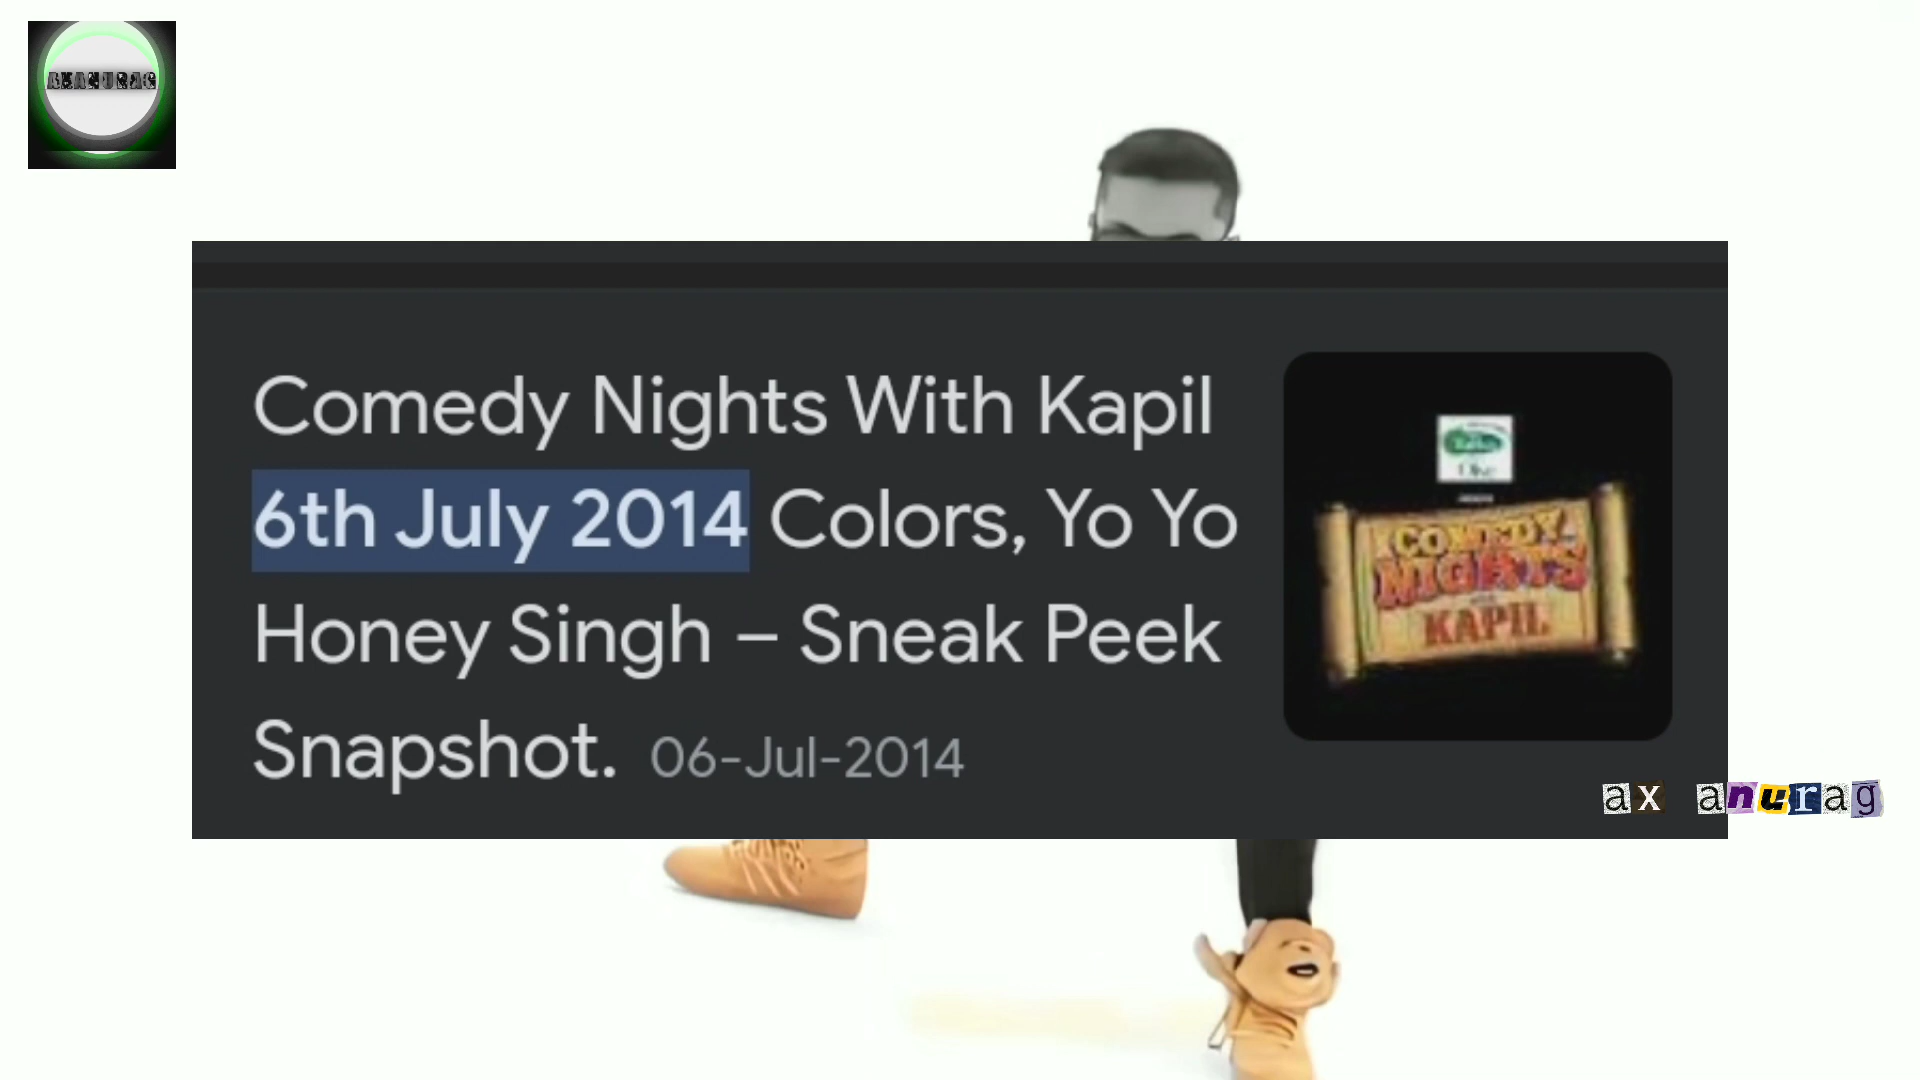 AXANURAG
Comedy Nights With Kapil
6th July 2014 Colors, Yo Yo
Honey Singh – Sneak Peek
Snapshot. 06-Jul-2014
COMEDY
NIGHTS
KAPIL
ax anurag